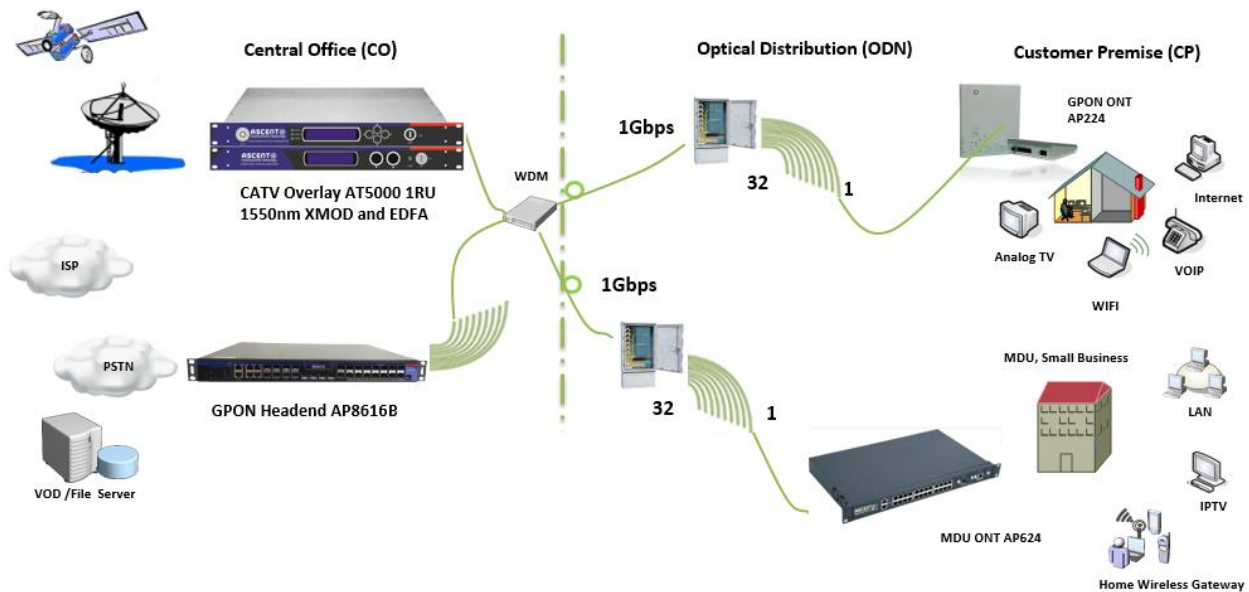 Central Office (CO)
Optical Distribution (ODN)
Customer Premise (CP)
ASCENT
ASCENT
CATV Overlay AT5000 1RU
1550nm XMOD and EDFA
WDM
1Gbps
32
1
GPON ONT
AP224
Internet
Analog TV
VOIP
WIFI
ISP
1Gbps
PSTN
GPON Headend AP8616B
32
1
MDU, Small Business
LAN
VOD /File Server
IPTV
MDU ONT AP624
Home Wireless Gateway